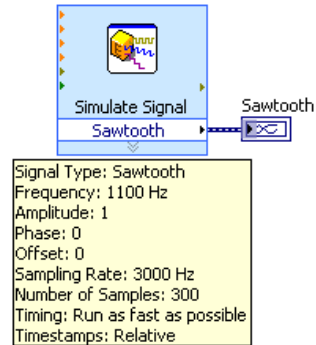 Simulate Signal
Sawtooth
Sawtooth
Signal Type: Sawtooth
Frequency: 1100 Hz
Amplitude: 1
Phase: 0
Offset: 0
Sampling Rate: 3000 Hz
Number of Samples: 300
Timing: Run as fast as possible
Timestamps: Relative